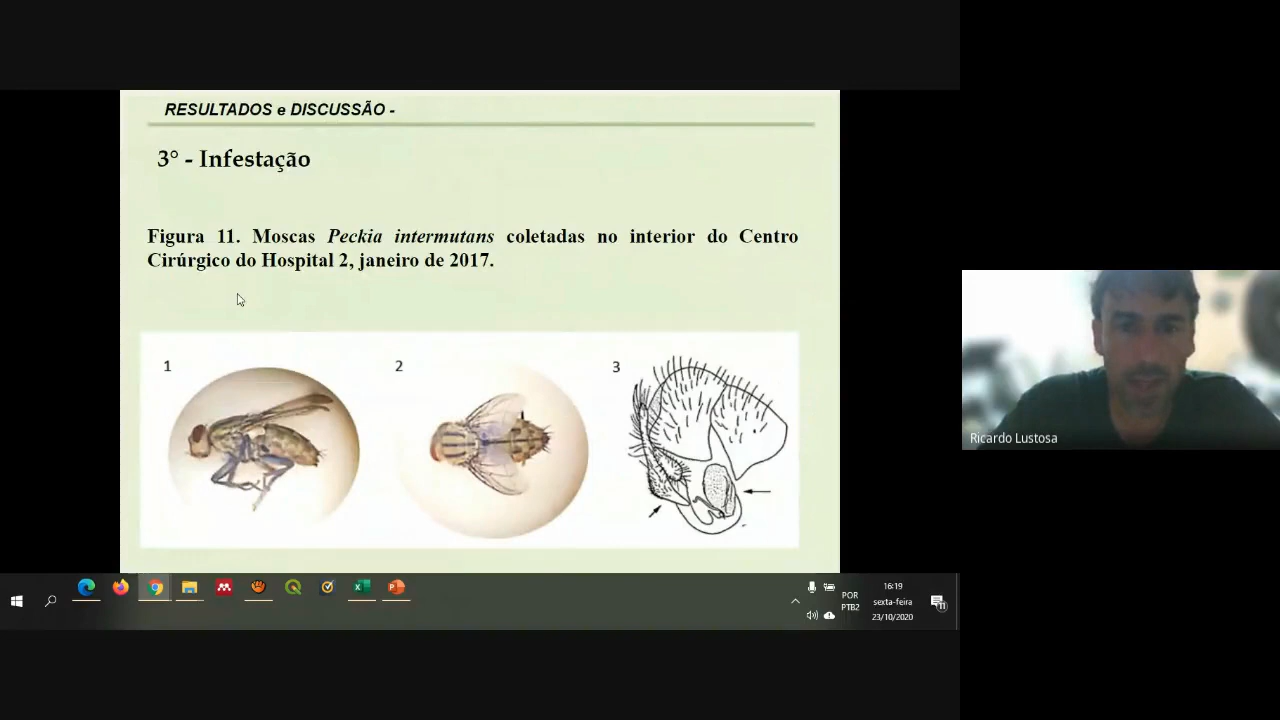 RESULTADOS e DISCUSSÃO -
3° - Infestação
Figura 11. Moscas Peckia intermutans coletadas no interior do Centro
Cirúrgico do Hospital 2, janeiro de 2017.
1
2
3
Ricardo Lustosa
16:19
POR
sexta-feira
PTB2
23/10/2020
11